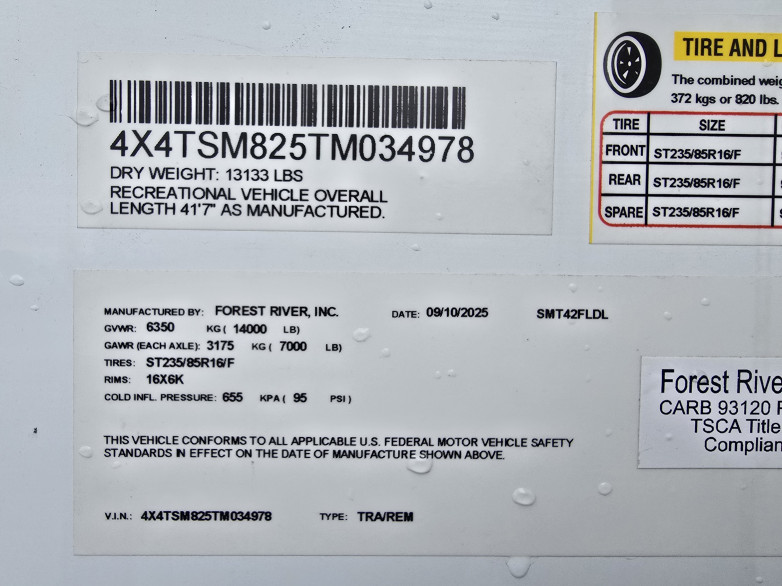 4X4TSM825TM034978
DRY WEIGHT: 13133 LBS
RECREATIONAL VEHICLE OVERALL
LENGTH 41'7" AS MANUFACTURED.
TIRE AND L
The combined weig
372 kgs or 820 lbs.
TIRE SIZE
FRONT ST235/85R16/F
REAR ST235/85R16/F
SPARE ST235/85R16/F
MANUFACTURED BY: FOREST RIVER, INC. DATE: 09/10/2025 SMT42FLDL
GVWR: 6350 KG ( 14000 LB)
GAWR (EACH AXLE): 3175 KG ( 7000 LB)
TIRES: ST235/85R16/F
RIMS: 16X6K
COLD INFL. PRESSURE: 655 KPA ( 95 PSI )
THIS VEHICLE CONFORMS TO ALL APPLICABLE U.S. FEDERAL MOTOR VEHICLE SAFETY
STANDARDS IN EFFECT ON THE DATE OF MANUFACTURE SHOWN ABOVE.
V.I.N.: 4X4TSM825TM034978 TYPE: TRA/REM
Forest Rive
CARB 93120 P
TSCA Title
Complian